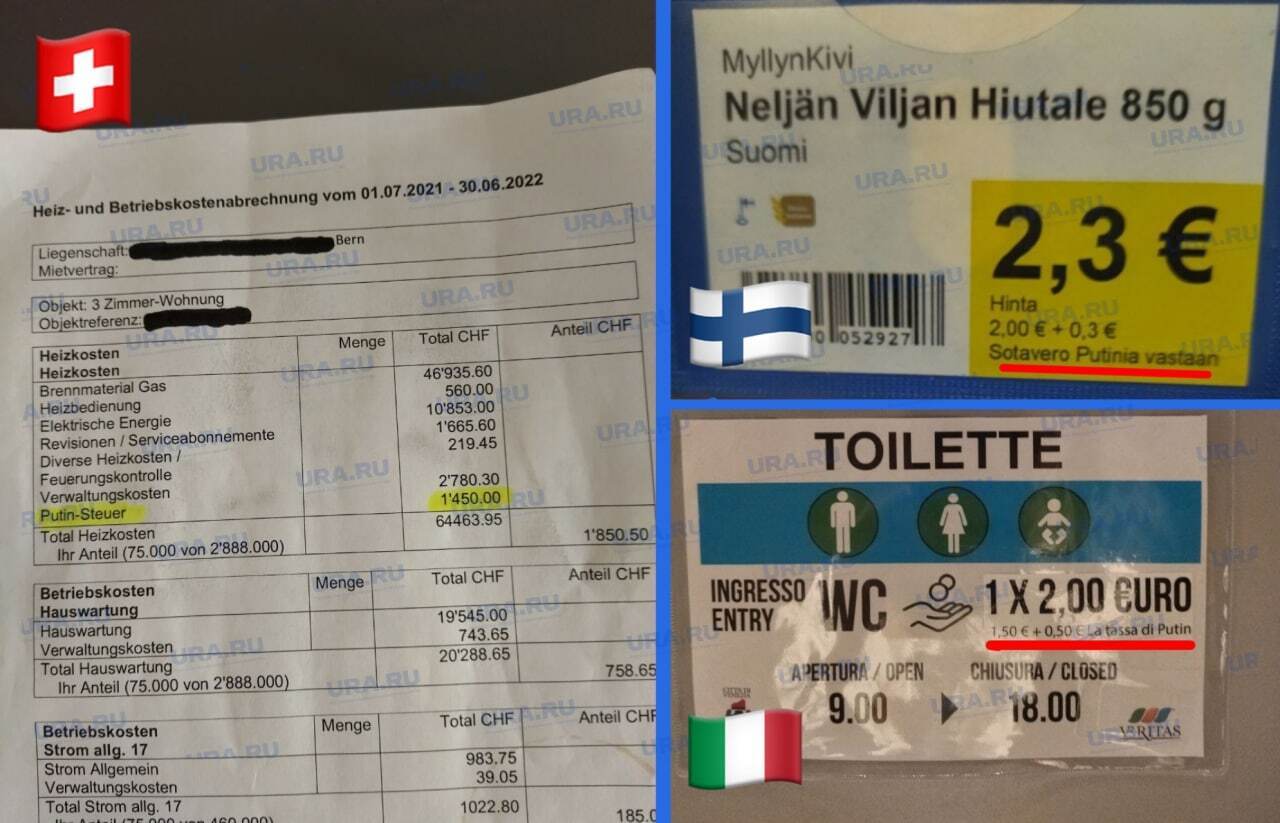 Heiz- und Betriebskostenabrechnung vom 01.07.2021 - 30.06.2022
Liegenschaft: Bern
Mietvertrag:
Objekt: 3 Zimmer-Wohnung
Objektreferenz:
Heizkosten Menge Total CHF Anteil CHF
Heizkosten
Brennmaterial Gas 46'935.60
Heizbedienung 560.00
Elektrische Energie 10'853.00
Revisionen / Serviceabonnemente 1'665.60
Diverse Heizkosten / 219.45
Feuerungskontrolle
Verwaltungskosten 2'780.30
Putin-Steuer 1'450.00
Total Heizkosten 64463.95
Ihr Anteil (75.000 von 2'888.000) 1'850.50
Betriebskosten Menge Total CHF Anteil CHF
Hauswartung
Hauswartung 19'545.00
Verwaltungskosten 743.65
Total Hauswartung 20'288.65
Ihr Anteil (75.000 von 2'888.000) 758.65
Betriebskosten Menge Total CHF Anteil CHF
Strom allg. 17
Strom Allgemein 983.75
Verwaltungskosten 39.05
Total Strom allg. 17 1022.80
Ihr Anteil (75.000 von 460.000) 185.0
MyllynKivi
Neljän Viljan Hiutale 850 g
Suomi
2,3 €
Hinta
2,00 € + 0,3 €
Sotavero Putinia vastaan
052927
TOILETTE
INGRESSO
ENTRY
WC
1 X 2,00 €URO
1,50 € + 0,50 € La tassa di Putin
APERTURA / OPEN
9.00
CHIUSURA / CLOSED
18.00
VERITAS
URA.RU